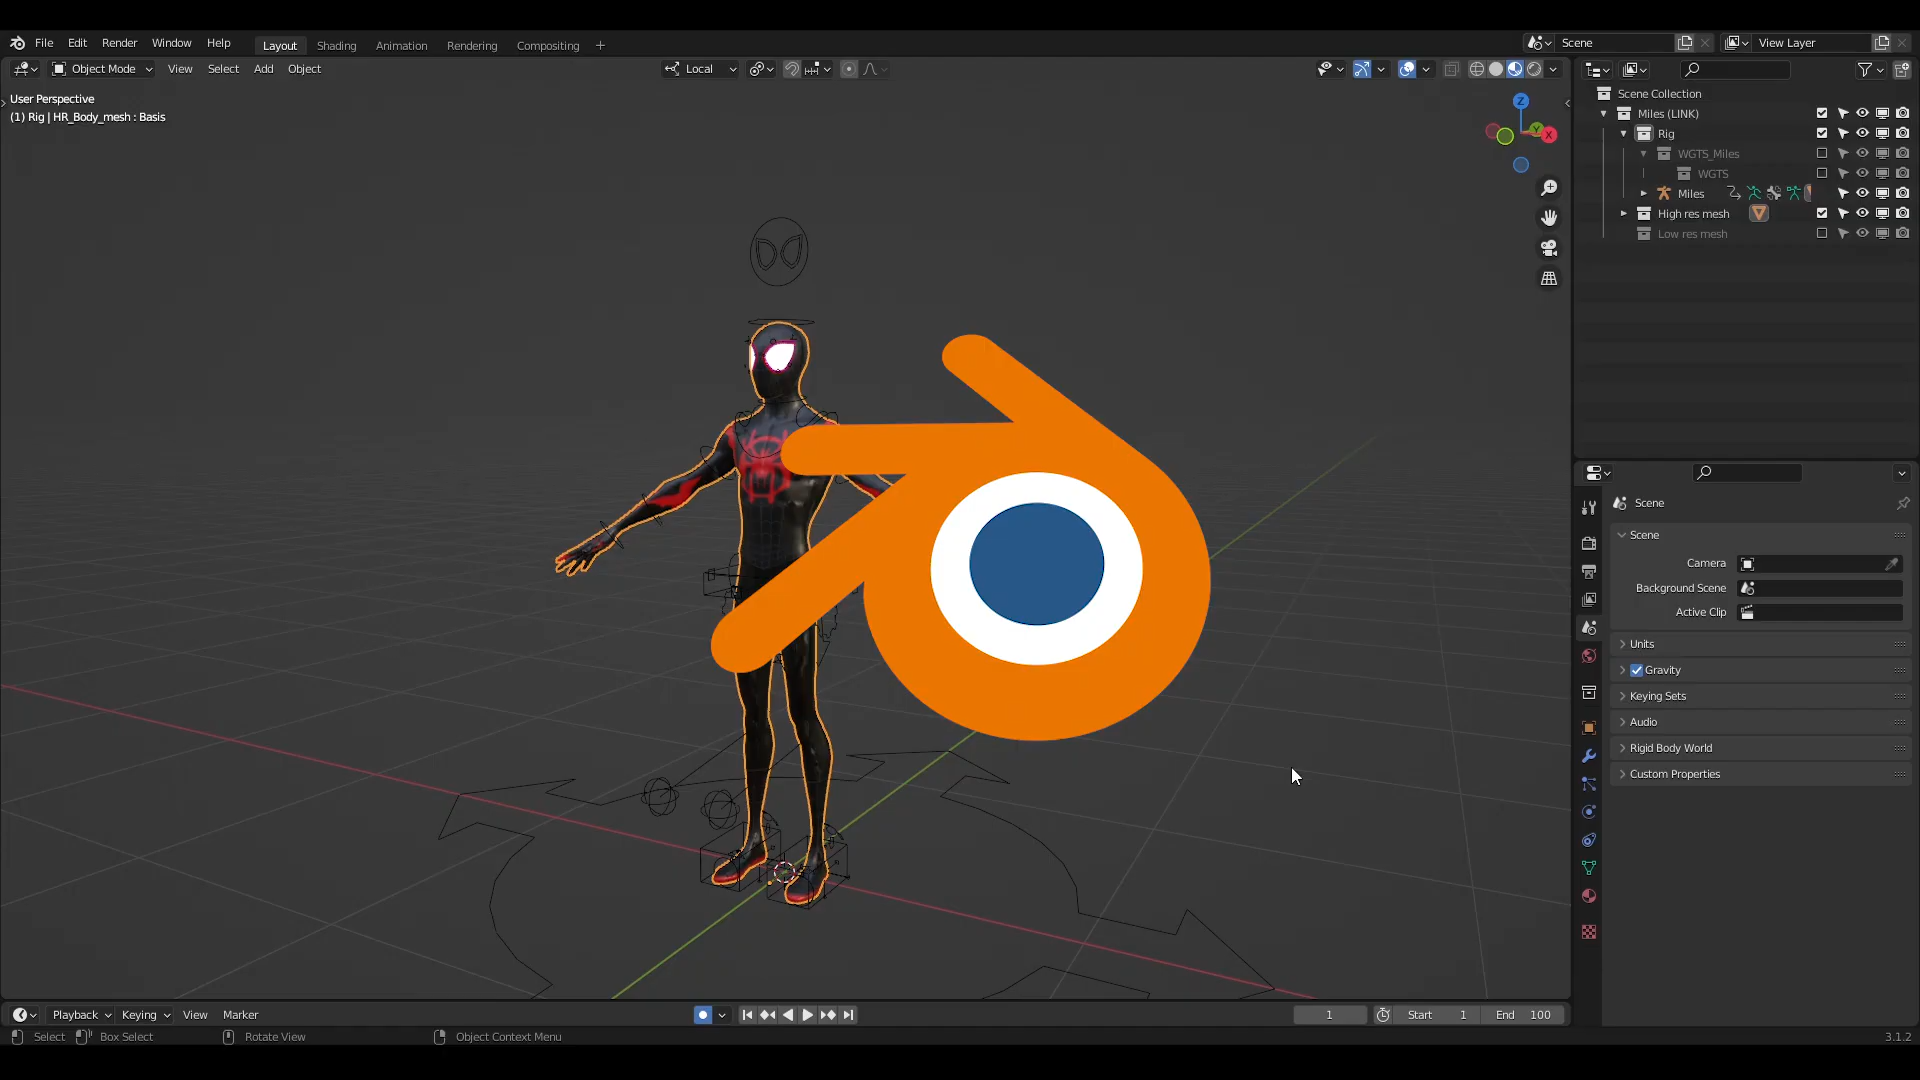 File Edit Render Window Help Layout Shading Animation Rendering Compositing + Scene View Layer
Object Mode View Select Add Object Local
User Perspective
(1) Rig | HR_Body_mesh : Basis
Z
Y
X
Scene Collection
Miles (LINK)
Rig
WGTS_Miles
WGTS
Miles
High res mesh
Low res mesh
Scene
Scene
Camera
Background Scene
Active Clip
Units
Gravity
Keying Sets
Audio
Rigid Body World
Custom Properties
Playback Keying View Marker 1 Start 1 End 100
Select Box Select Rotate View Object Context Menu 3.1.2